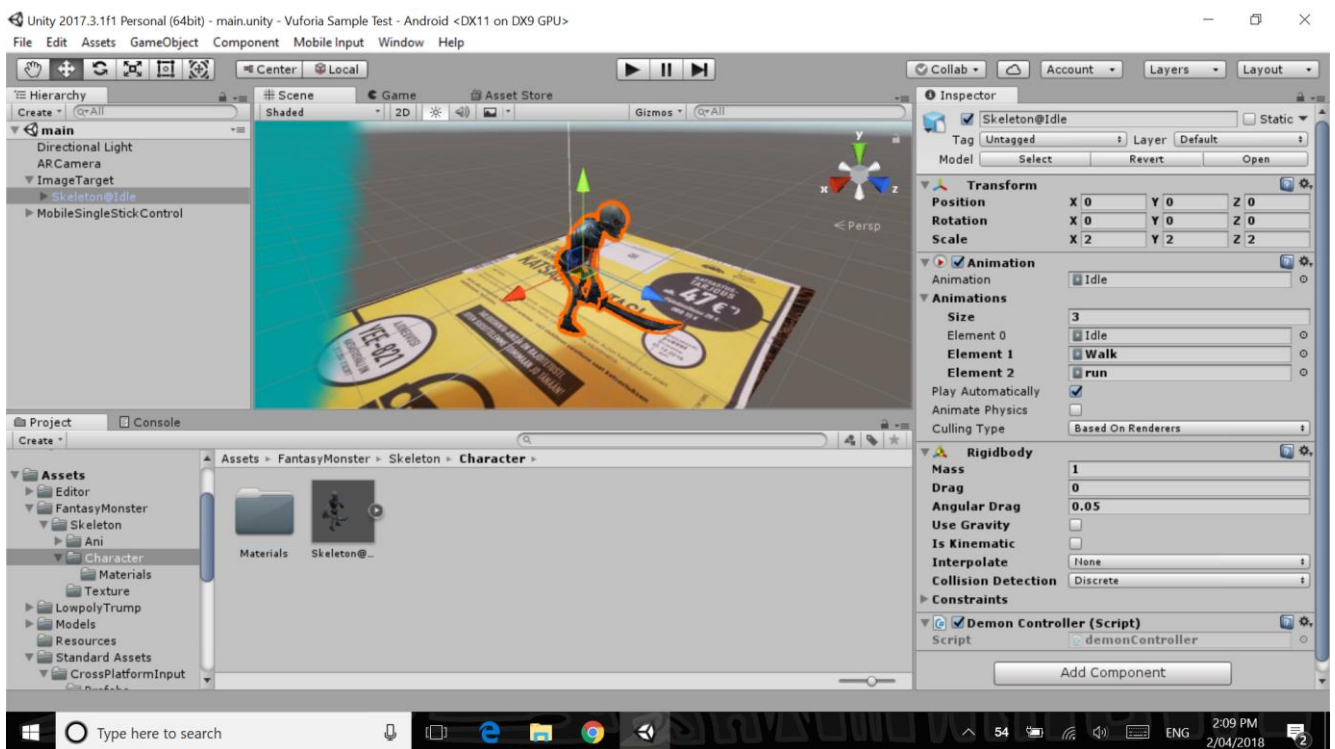 Unity 2017.3.1f1 Personal (64bit) - main.unity - Vuforia Sample Test - Android <DX11 on DX9 GPU>
File Edit Assets GameObject Component Mobile Input Window Help
Center Local
Collab Account Layers Layout
Hierarchy
Create All
main
Directional Light
ARCamera
ImageTarget
Skeleton@Idle
MobileSingleStickControl
Scene Game Asset Store
Shaded 2D Gizmos All
y
x z
Persp
47€*)
YEE-821
Inspector
Skeleton@Idle Static
Tag Untagged Layer Default
Model Select Revert Open
Transform
Position X 0 Y 0 Z 0
Rotation X 0 Y 0 Z 0
Scale X 2 Y 2 Z 2
Animation
Animation Idle
Animations
Size 3
Element 0 Idle
Element 1 Walk
Element 2 run
Play Automatically
Animate Physics
Culling Type Based On Renderers
Rigidbody
Mass 1
Drag 0
Angular Drag 0.05
Use Gravity
Is Kinematic
Interpolate None
Collision Detection Discrete
Constraints
Demon Controller (Script)
Script demonController
Add Component
Project Console
Create
Assets
Editor
FantasyMonster
Skeleton
Ani
Character
Materials
Texture
LowpolyTrump
Models
Resources
Standard Assets
CrossPlatformInput
Assets FantasyMonster Skeleton Character
Materials Skeleton@...
Type here to search
54 ENG 2:09 PM
2/04/2018 2